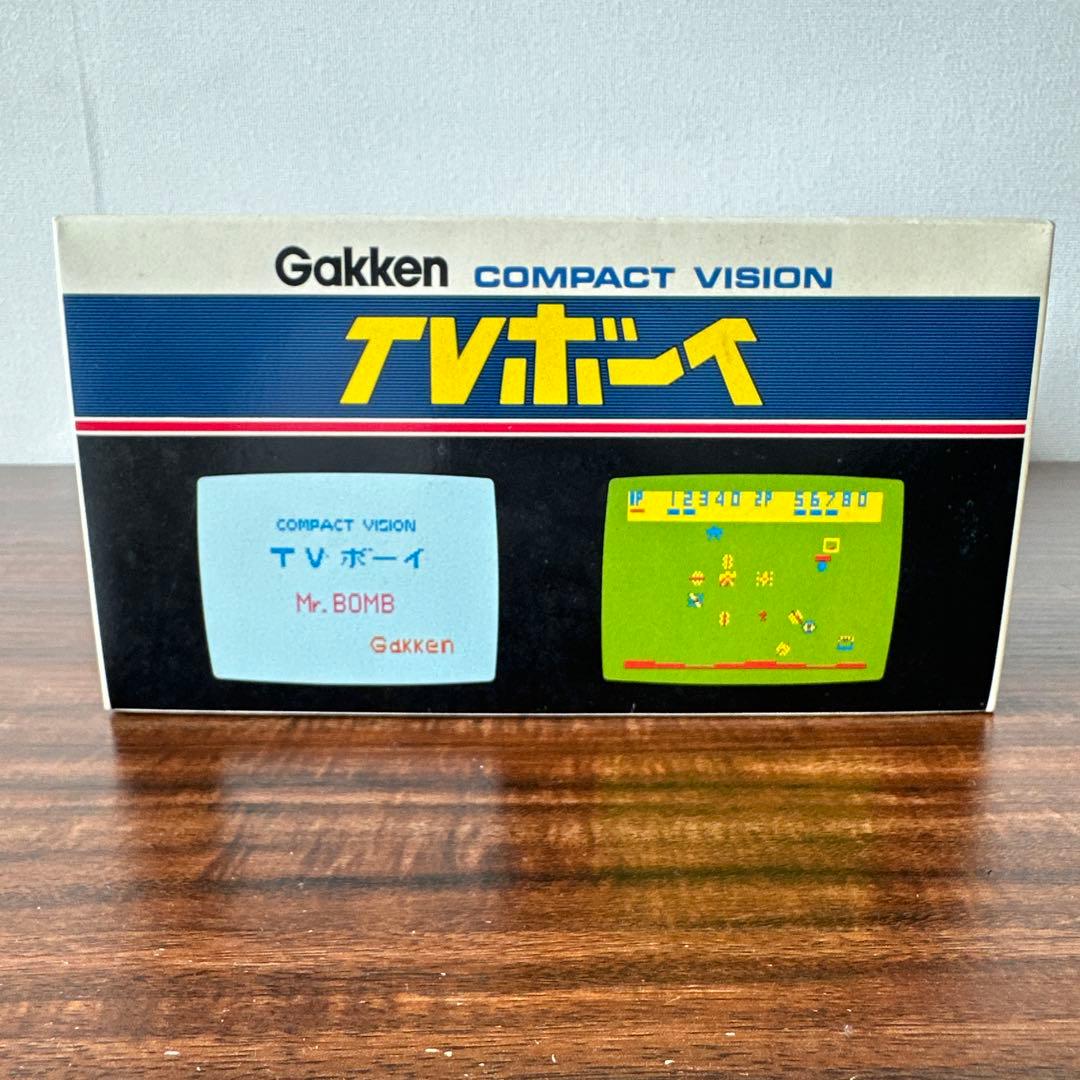 Gakken COMPACT VISION
TVボーイ
COMPACT VISION
TV ボーイ
Mr. BOMB
Gakken
1P 12340 2P 56780